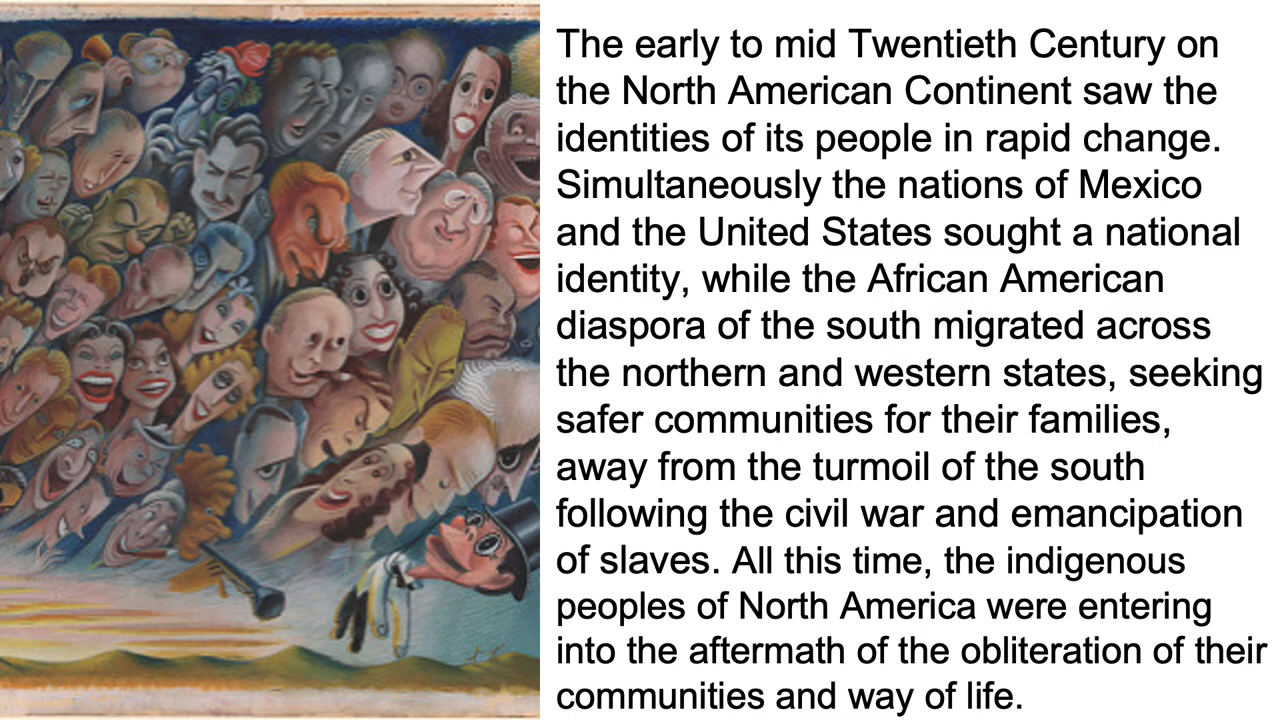 The early to mid Twentieth Century on
the North American Continent saw the
identities of its people in rapid change.
Simultaneously the nations of Mexico
and the United States sought a national
identity, while the African American
diaspora of the south migrated across
the northern and western states, seeking
safer communities for their families,
away from the turmoil of the south
following the civil war and emancipation
of slaves. All this time, the indigenous
peoples of North America were entering
into the aftermath of the obliteration of their
communities and way of life.